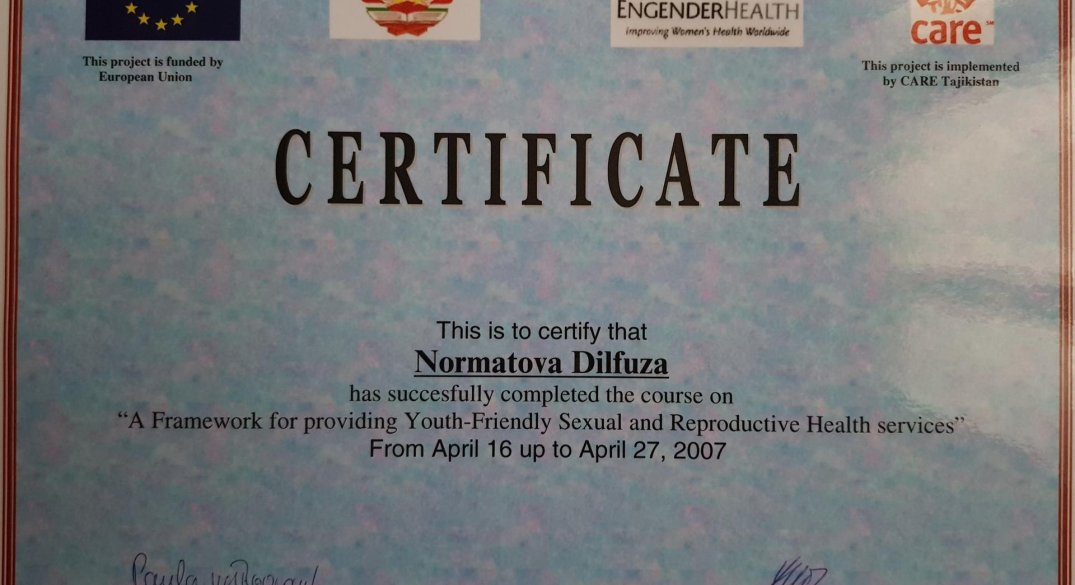 ENGENDERHEALTH
Improving Women's Health Worldwide
care℠
This project is funded by
European Union
This project is implemented
by CARE Tajikistan
CERTIFICATE
This is to certify that
Normatova Dilfuza
has succesfully completed the course on
“A Framework for providing Youth-Friendly Sexual and Reproductive Health services”
From April 16 up to April 27, 2007
Paula